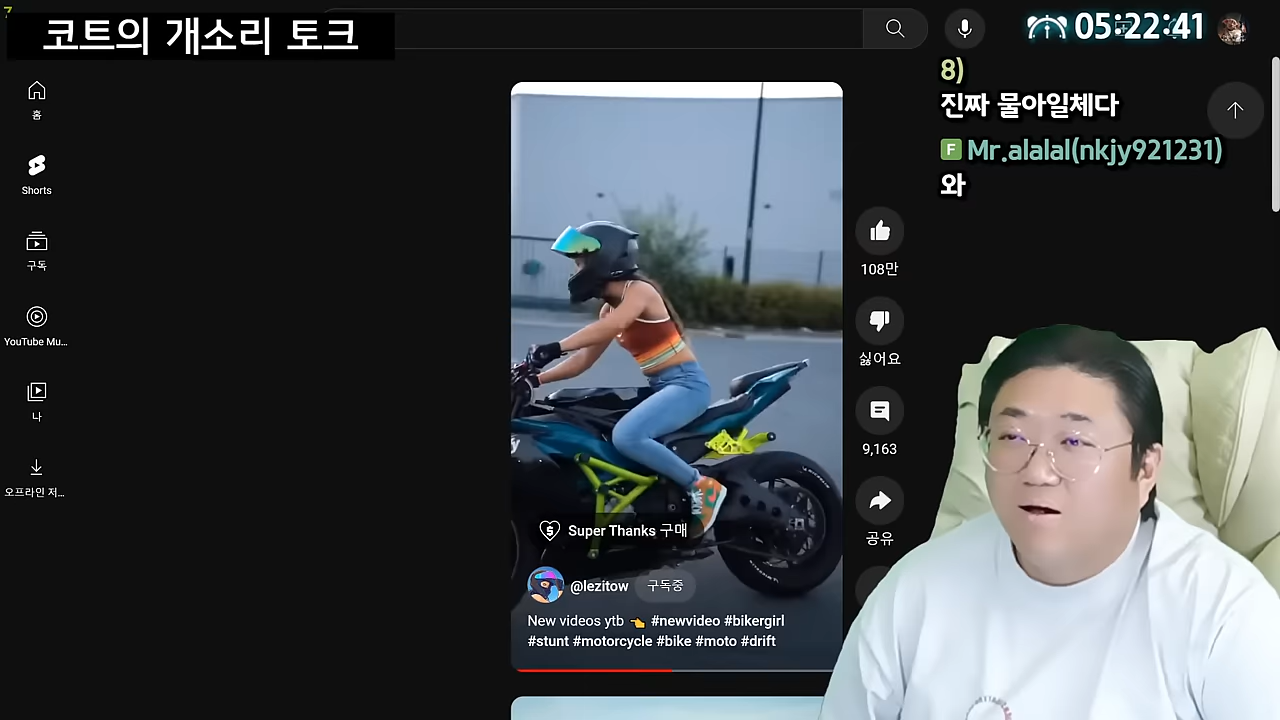 7
코트의 개소리 토크
05:22:41
8)
진짜 물아일체다
F Mr.alalal(nkjy921231)
와
홈
Shorts
구독
YouTube Mu...
나
오프라인 저...
108만
싫어요
9,163
공유
Super Thanks 구매
@lezitow 구독중
New videos ytb 👈 #newvideo #bikergirl
#stunt #motorcycle #bike #moto #drift